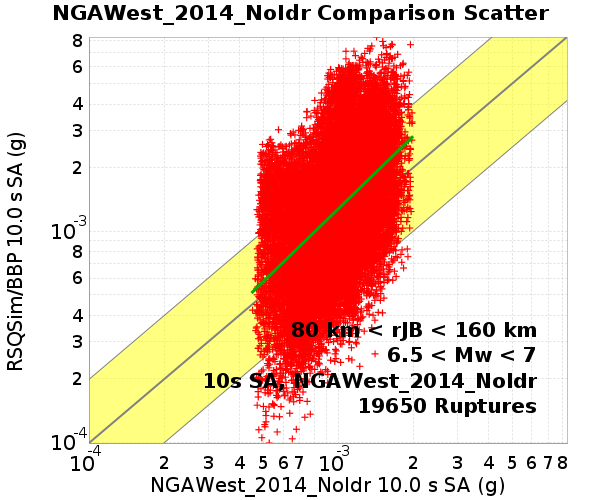 NGAWest_2014_NoIdr Comparison Scatter
RSQSim/BBP 10.0 s SA (g)
8
6
4
3
2
10-3
8
6
4
3
2
10-4
80 km < rJB < 160 km
6.5 < Mw < 7
10s SA, NGAWest_2014_NoIdr
19650 Ruptures
10-4 2 3 4 5 6 7 10-3 2 3 4 5 6 7 8
NGAWest_2014_NoIdr 10.0 s SA (g)